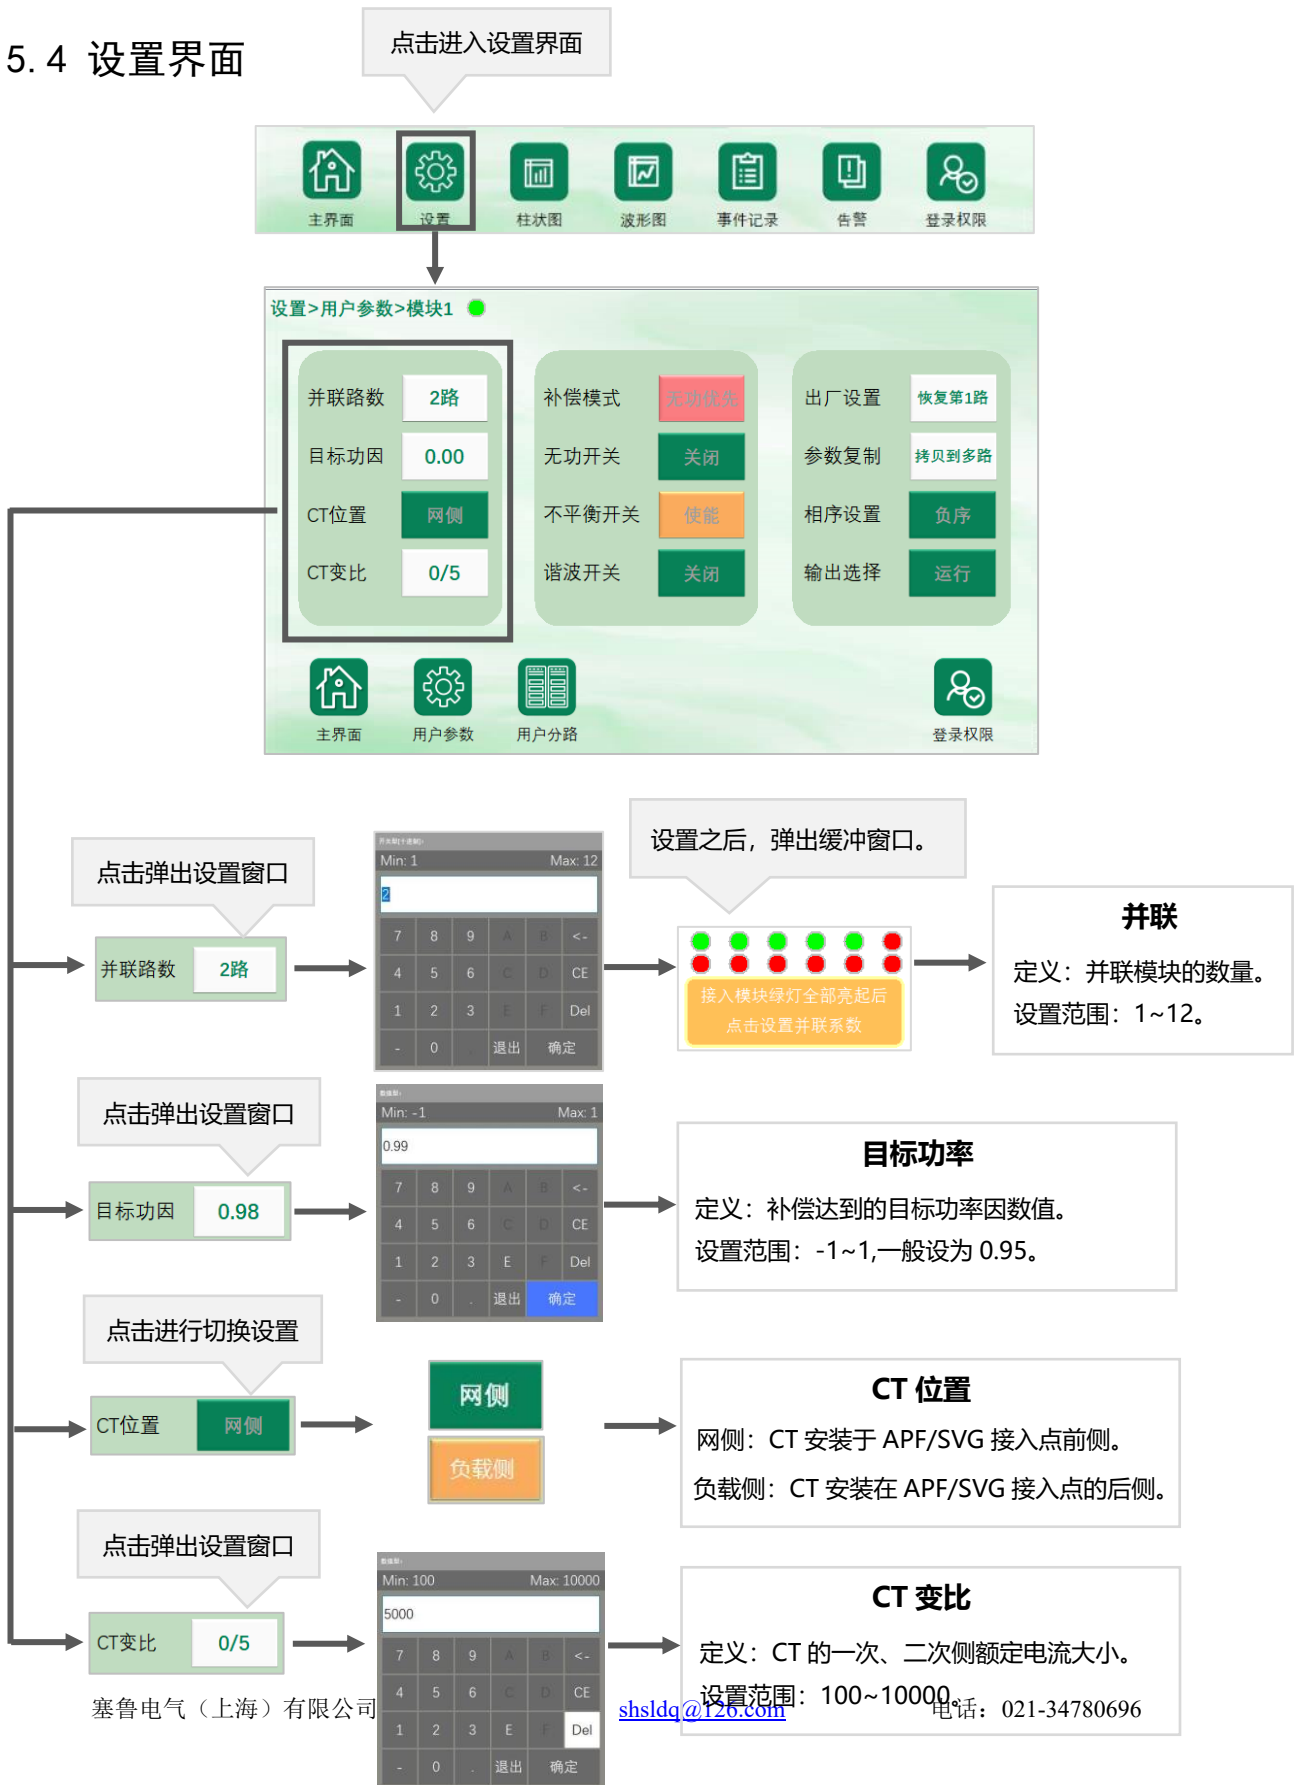 5.4 设置界面
点击进入设置界面
主界面 设置 柱状图 波形图 事件记录 告警 登录权限
设置>用户参数>模块1
并联路数 2路 补偿模式 无功优先 出厂设置 恢复第1路
目标功因 0.00 无功开关 关闭 参数复制 拷贝到多路
CT位置 网侧 不平衡开关 使能 相序设置 负序
CT变比 0/5 谐波开关 关闭 输出选择 运行
主界面 用户参数 用户分路 登录权限
点击弹出设置窗口
并联路数 2路
Min: 1 Max: 12
2
7 8 9 A B <-
4 5 6 C D CE
1 2 3 E F Del
- 0 . 退出 确定
设置之后，弹出缓冲窗口。
接入模块绿灯全部亮起后
点击设置并联系数
并联
定义：并联模块的数量。
设置范围：1~12。
点击弹出设置窗口
目标功因 0.98
数值型:
Min: -1 Max: 1
0.99
7 8 9 A B <-
4 5 6 C D CE
1 2 3 E F Del
- 0 . 退出 确定
目标功率
定义：补偿达到的目标功率因数值。
设置范围：-1~1,一般设为 0.95。
点击进行切换设置
CT位置 网侧
网侧
负载侧
CT 位置
网侧：CT 安装于 APF/SVG 接入点前侧。
负载侧：CT 安装在 APF/SVG 接入点的后侧。
点击弹出设置窗口
CT变比 0/5
数值型:
Min: 100 Max: 10000
5000
7 8 9 A B <-
4 5 6 C D CE
1 2 3 E F Del
- 0 . 退出 确定
CT 变比
定义：CT 的一次、二次侧额定电流大小。
设置范围：100~10000。
塞鲁电气（上海）有限公司 shsldq@126.com 电话：021-34780696